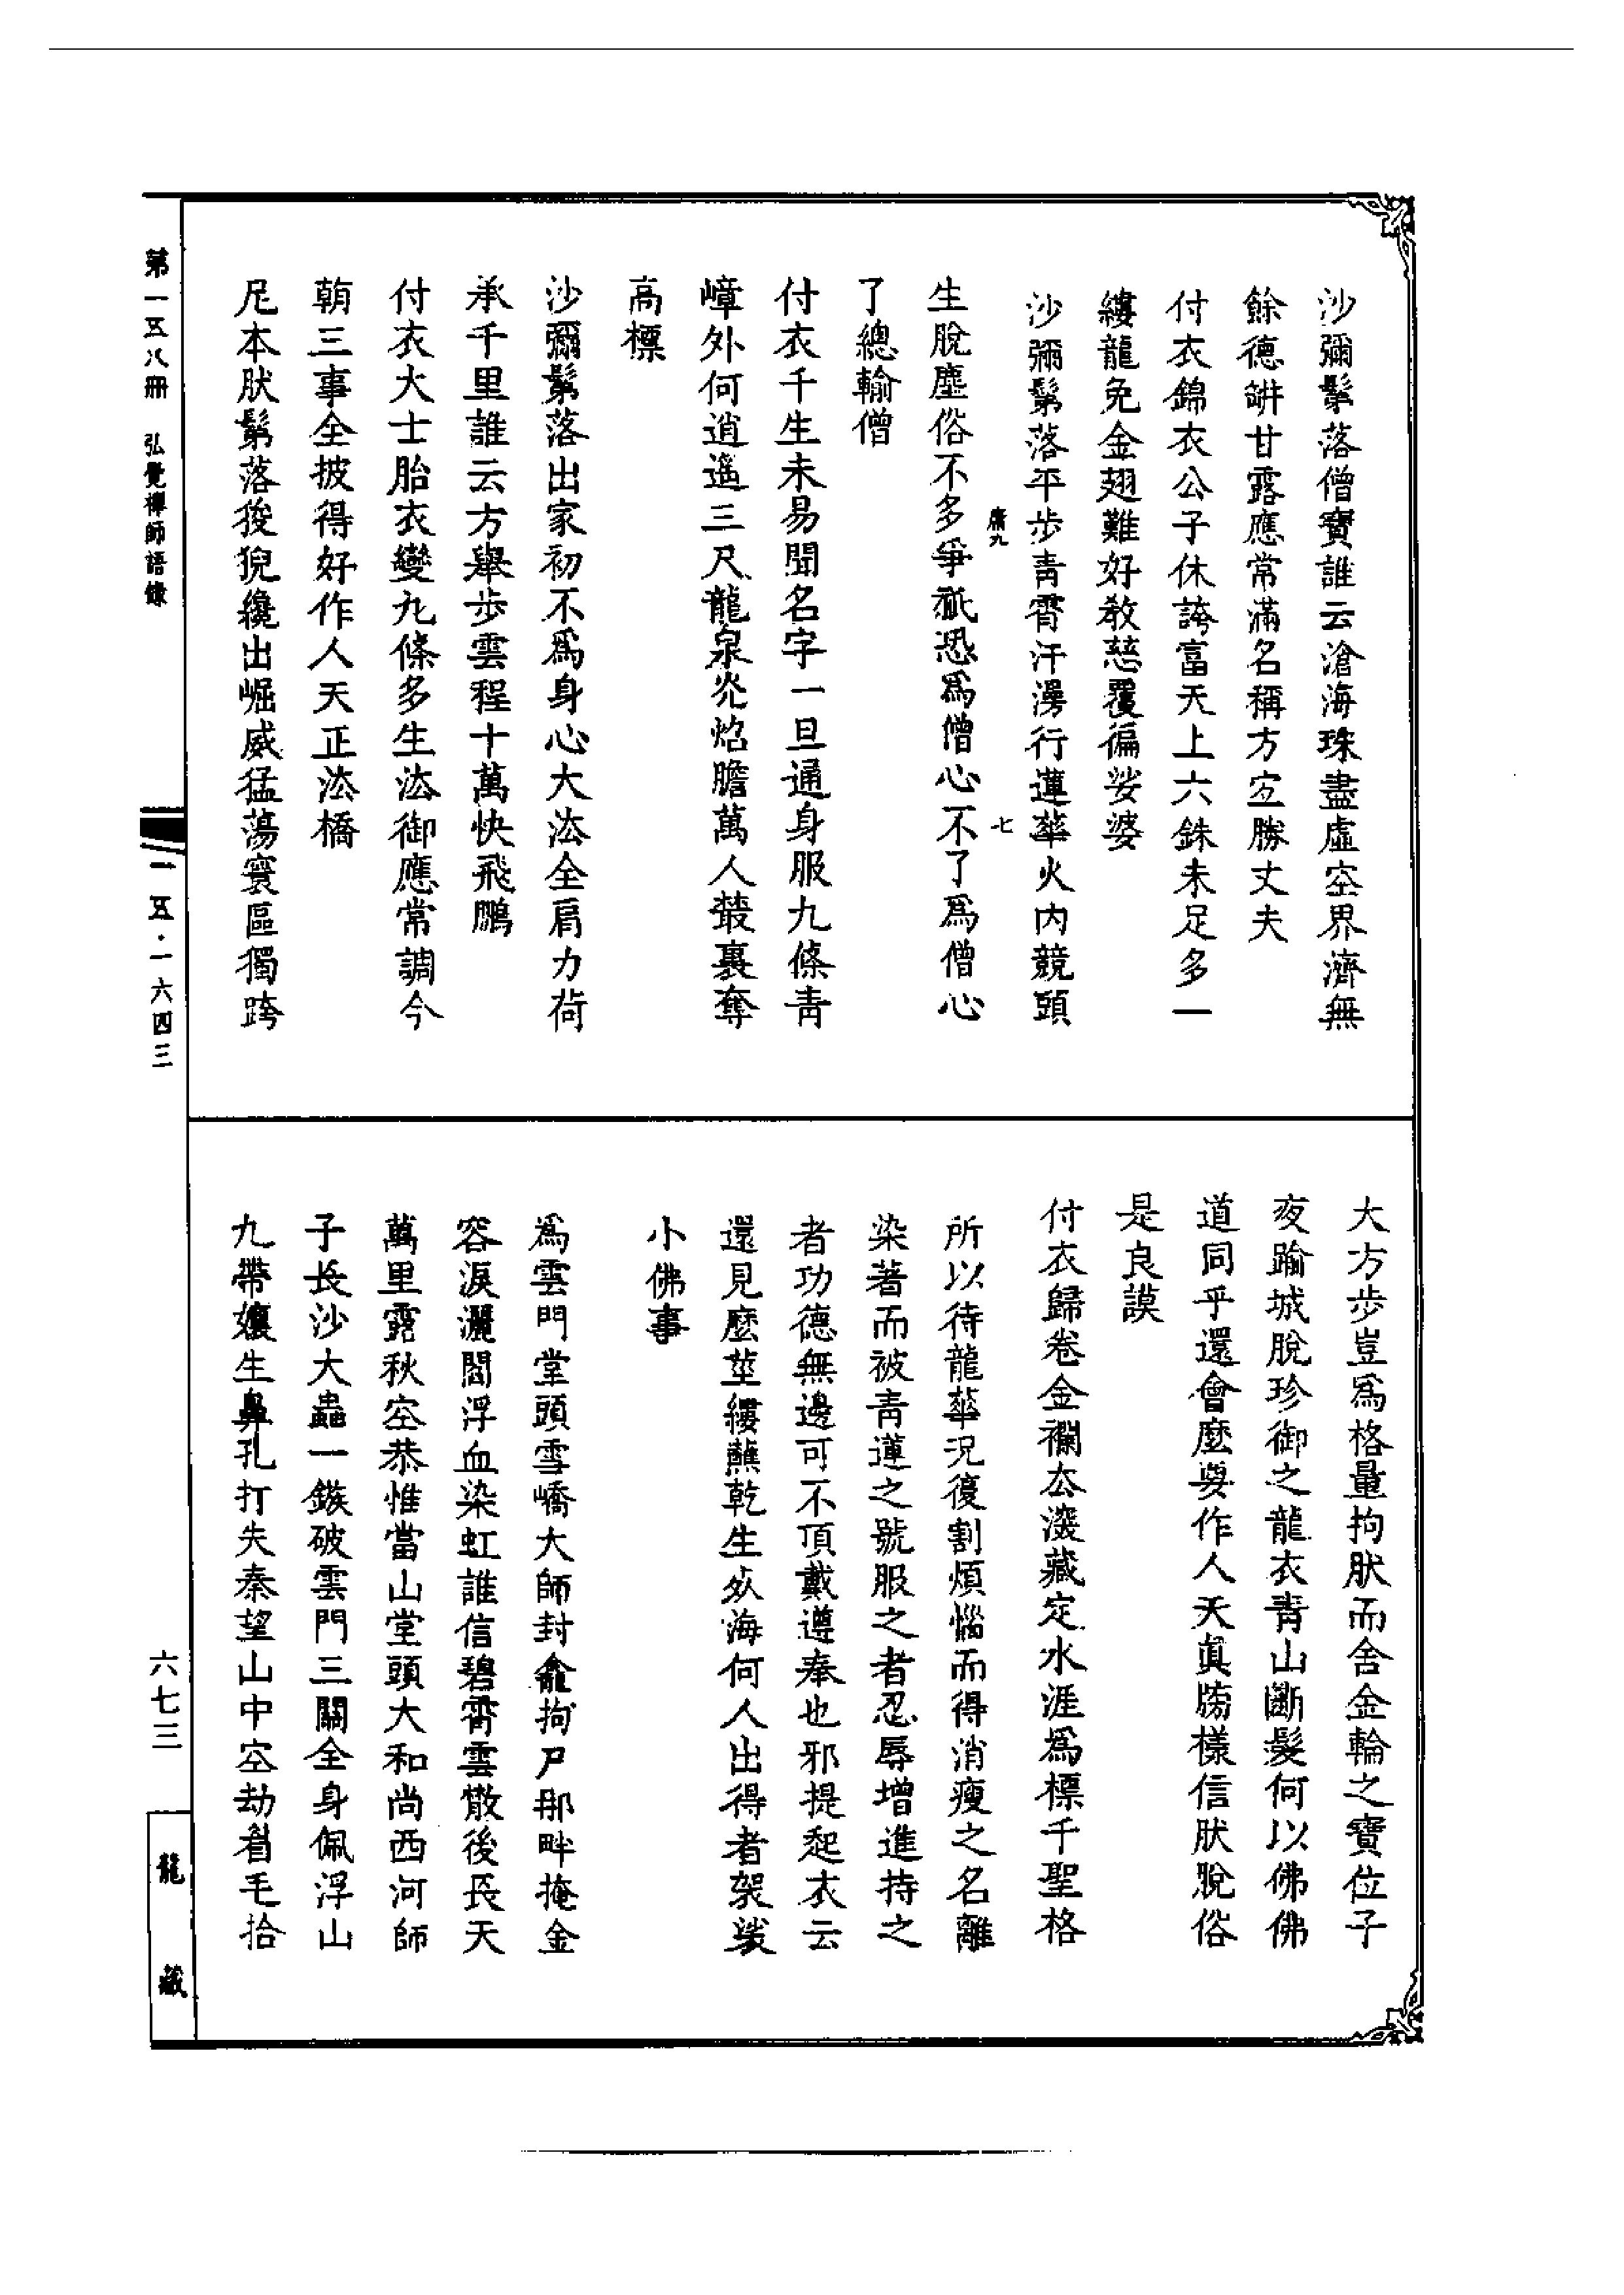 沙彌髴落僧寶誰云滄海珠盡虛空界濟無
餘德缾甘露應常滿名稱方宜勝丈夫
付衣錦衣公子休誇富天上六銖未足多一
縷龍免金翅難好教慈覆徧娑婆
沙彌髴落平步青霄汗漫行蓮華火內競頭
庸九
七
生脫塵俗不多爭祇恐爲僧心不了爲僧心
了總輸僧
付衣千生未易聞名字一旦通身服九條青
嶂外何逍遙三尺龍泉光焰膽萬人叢裏奪
高標
沙彌髴落出家初不爲身心大法全肩力荷
承千里誰云方舉步雲程十萬快飛鵬
付衣大士胎衣變九條多生法御應常調今
朝三事全披得好作人天正法橋
尼本肰髴落狻猊纔出崛威猛蕩寰區獨跨
大方步豈爲格量拘肰而舍金輪之寶位子
夜踰城脫珍御之龍衣青山斷髮何以佛佛
道同乎還會麼要作人天眞牓樣信肰脫俗
是良謨
付衣歸卷金襴厺溪藏定水涯爲標千聖格
所以待龍華況復割煩惱而得消瘦之名離
染著而被青蓮之號服之者忍辱增進持之
者功德無邊可不頂戴遵奉也邪提起衣云
還見麼莖縷蘸乾生死海何人出得者袈裟
小佛事
爲雲門堂頭雪嶠大師封龕拘尸那畔掩金
容淚灑閻浮血染虹誰信碧霄雲散後長天
萬里露秋空恭惟當山堂頭大和尚西河師
子長沙大蟲一鏃破雲門三關全身佩浮山
九帶孃生鼻孔打失秦望山中空劫眉毛拾
第一五八冊 弘覺禪師語錄
一五·一六四三
六七三
龍藏